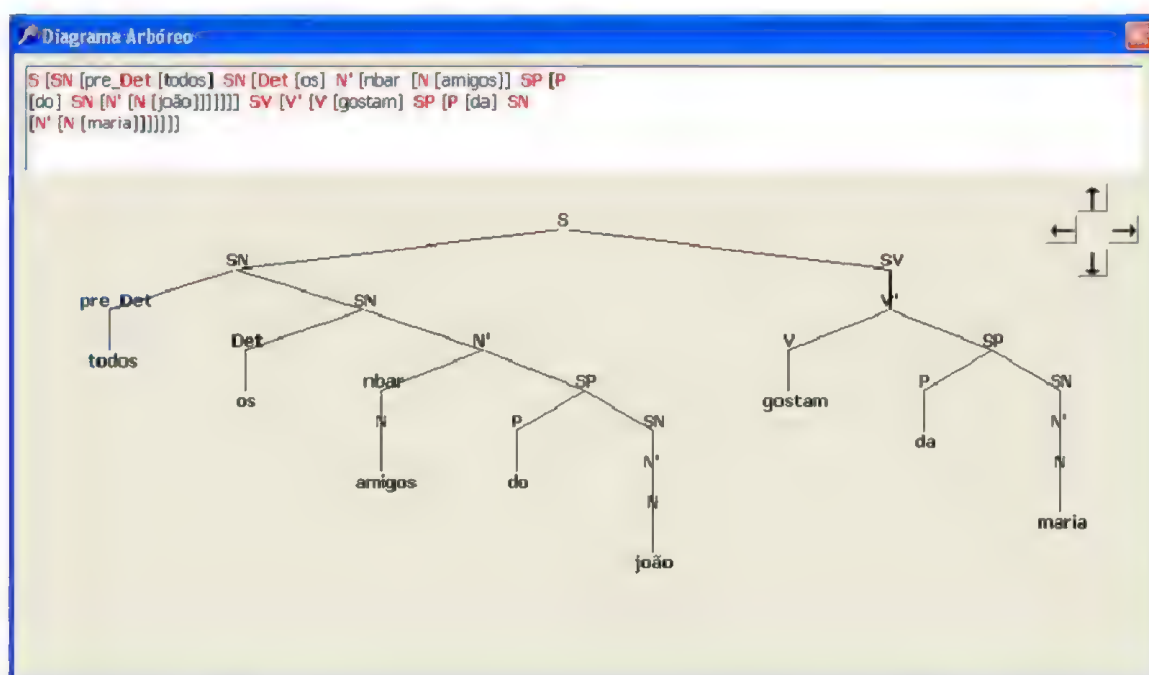 Diagrama Arbóreo
S [SN [pre_Det [todos] SN [Det [os] N' [nbar [N [amigos]] SP [P
[do] SN [N' [N [joão]]]]]]] SV [V' [V [gostam] SP [P [da] SN
[N' [N [maria]]]]]]]
S
SN SV
pre_Det SN V'
todos Det N' V SP
os nbar SP gostam P SN
N P SN da N'
amigos do N' N
N maria
joão